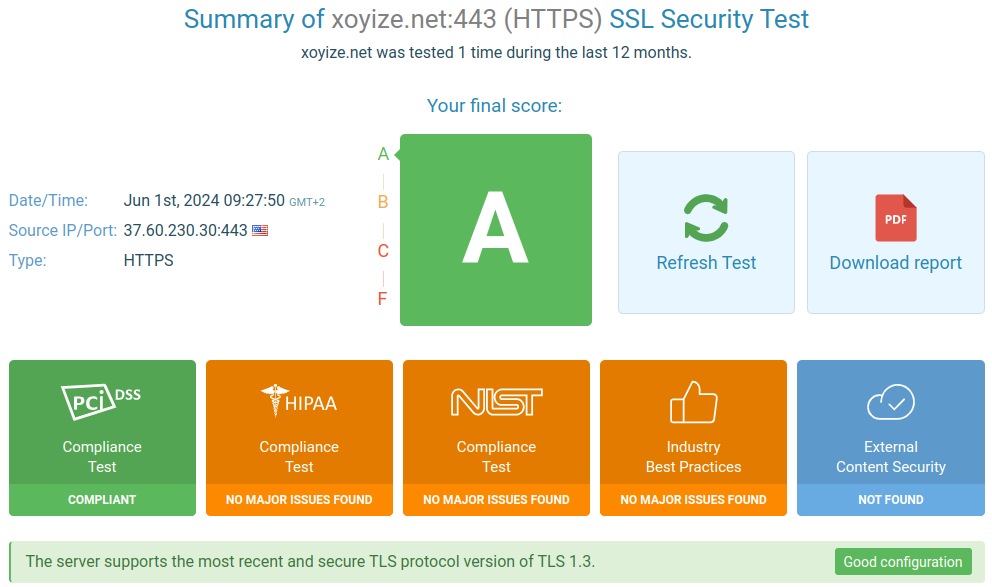 Summary of xoyize.net:443 (HTTPS) SSL Security Test
xoyize.net was tested 1 time during the last 12 months.
Your final score:
Date/Time: Jun 1st, 2024 09:27:50 GMT+2
Source IP/Port: 37.60.230.30:443
Type: HTTPS
A
B
C
F
A
Refresh Test
PDF
Download report
PCi DSS
Compliance
Test
COMPLIANT
HIPAA
Compliance
Test
NO MAJOR ISSUES FOUND
NIST
Compliance
Test
NO MAJOR ISSUES FOUND
Industry
Best Practices
NO MAJOR ISSUES FOUND
External
Content Security
NOT FOUND
The server supports the most recent and secure TLS protocol version of TLS 1.3.
Good configuration